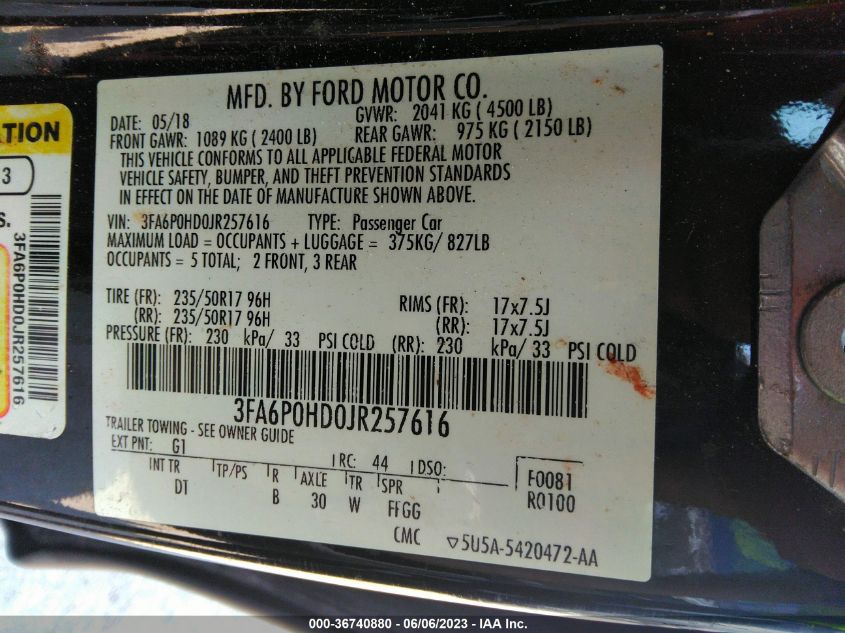 MFD. BY FORD MOTOR CO.
DATE: 05/18 GVWR: 2041 KG ( 4500 LB)
FRONT GAWR: 1089 KG ( 2400 LB) REAR GAWR: 975 KG ( 2150 LB)
THIS VEHICLE CONFORMS TO ALL APPLICABLE FEDERAL MOTOR
VEHICLE SAFETY, BUMPER, AND THEFT PREVENTION STANDARDS
IN EFFECT ON THE DATE OF MANUFACTURE SHOWN ABOVE.
VIN: 3FA6P0HD0JR257616 TYPE: Passenger Car
MAXIMUM LOAD = OCCUPANTS + LUGGAGE = 375KG/ 827LB
OCCUPANTS = 5 TOTAL; 2 FRONT, 3 REAR
TIRE (FR): 235/50R17 96H RIMS (FR): 17x7.5J
(RR): 235/50R17 96H (RR): 17x7.5J
PRESSURE (FR): 230 kPa/ 33 PSI COLD (RR): 230 kPa/ 33 PSI COLD
3FA6P0HD0JR257616
TRAILER TOWING - SEE OWNER GUIDE
EXT PNT: G1 RC: 44 DSO: F0081
INT TR TP/PS R AXLE TR SPR R0100
DT B 30 W FFGG
CMC ▽5U5A-5420472-AA
ATION
3
S.
3FA6P0HD0JR257616
000-36740880 - 06/06/2023 - IAA Inc.